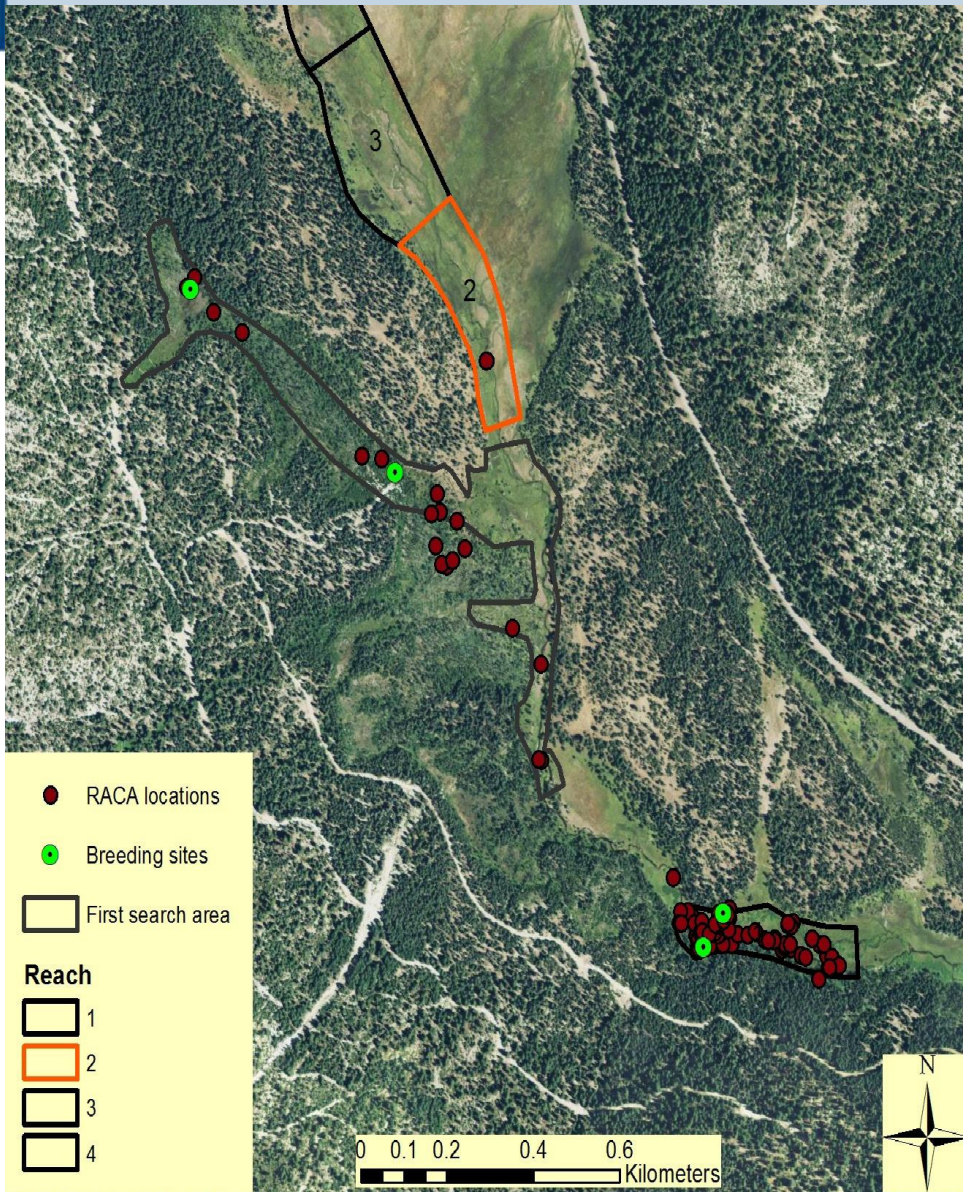 3
2
RACA locations
Breeding sites
First search area
Reach
1
2
3
4
0 0.1 0.2 0.4 0.6
Kilometers
N